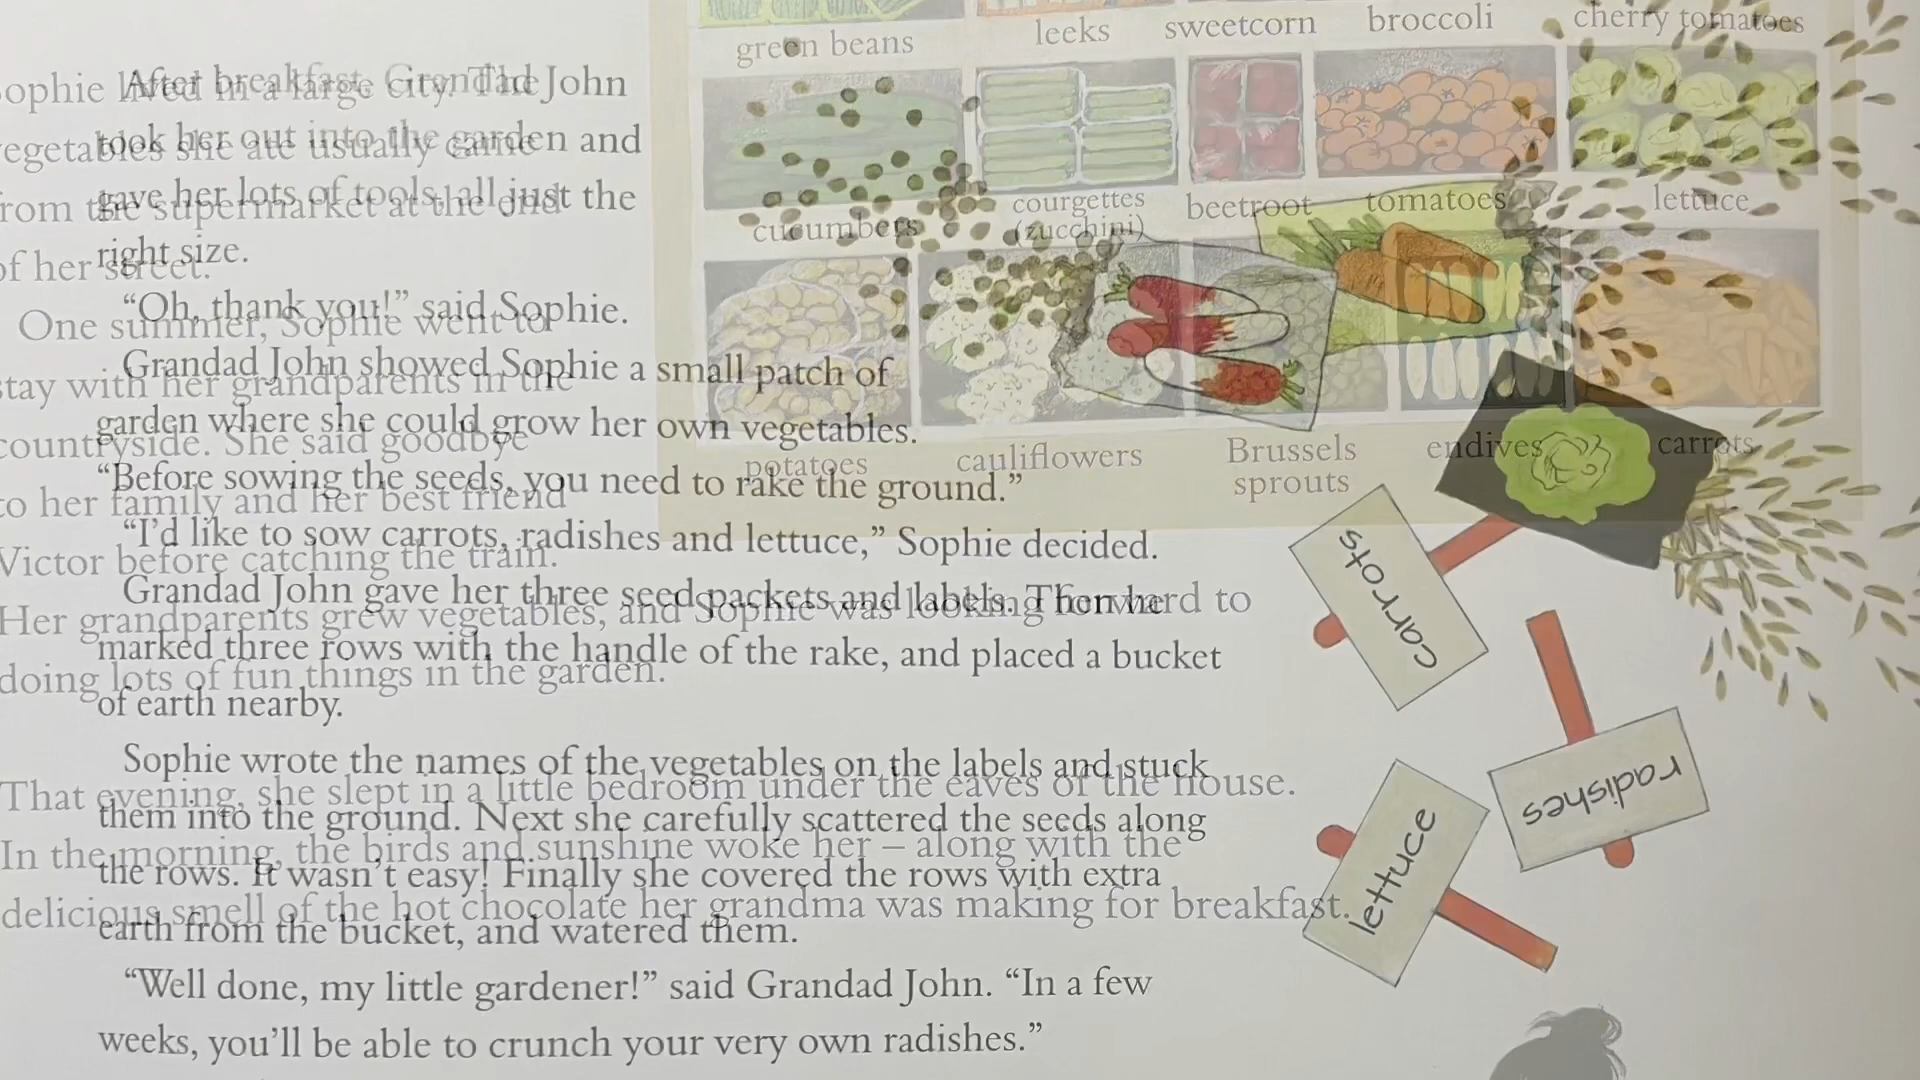 After breakfast, Grandad John
took her out into the garden and
gave her lots of tools, all just the
right size.
“Oh, thank you!” said Sophie.
Grandad John showed Sophie a small patch of
garden where she could grow her own vegetables.
“Before sowing the seeds, you need to rake the ground.”
“I’d like to sow carrots, radishes and lettuce,” Sophie decided.
Grandad John gave her three seed packets and labels. Then he
marked three rows with the handle of the rake, and placed a bucket
of earth nearby.
Sophie wrote the names of the vegetables on the labels and stuck
them into the ground. Next she carefully scattered the seeds along
the rows. It wasn’t easy! Finally she covered the rows with extra
earth from the bucket, and watered them.
“Well done, my little gardener!” said Grandad John. “In a few
weeks, you’ll be able to crunch your very own radishes.”
ophie lived in a large city. The
vegetables she ate usually came
from the supermarket at the end
of her street.
One summer, Sophie went to
stay with her grandparents in the
countryside. She said goodbye
to her family and her best friend
Victor before catching the train.
Her grandparents grew vegetables, and Sophie was looking forward to
doing lots of fun things in the garden.
That evening, she slept in a little bedroom under the eaves of the house.
In the morning, the birds and sunshine woke her – along with the
delicious smell of the hot chocolate her grandma was making for breakfast.
green beans
leeks
sweetcorn
broccoli
cherry tomatoes
cucumbers
courgettes
(zucchini)
beetroot
tomatoes
lettuce
potatoes
cauliflowers
Brussels
sprouts
endives
carrots
carrots
radishes
lettuce